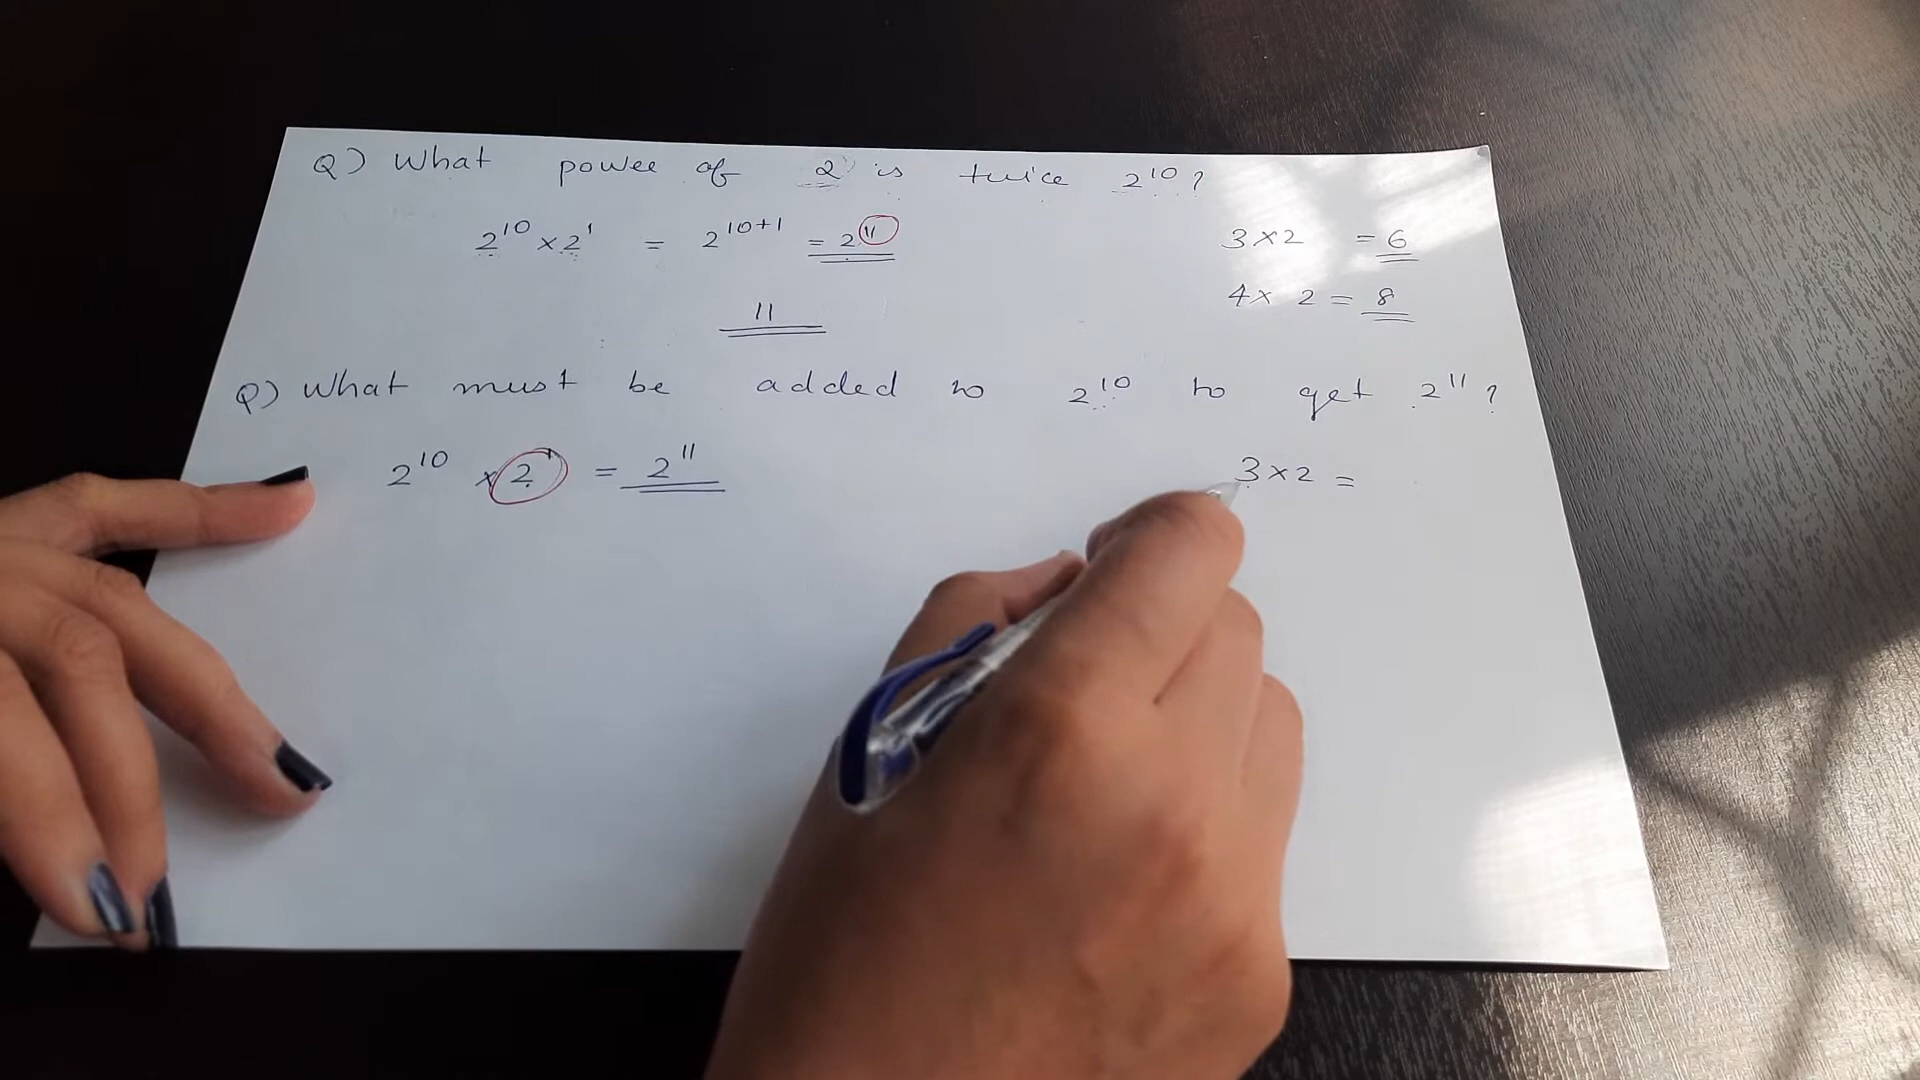 Q) What power of 2 is twice 2¹⁰?
2¹⁰ × 2¹ = 2¹⁰⁺¹ = 2¹¹
3 × 2 = 6
4 × 2 = 8
11
Q) What must be added to 2¹⁰ to get 2¹¹?
2¹⁰ × 2¹ = 2¹¹
3 × 2 =